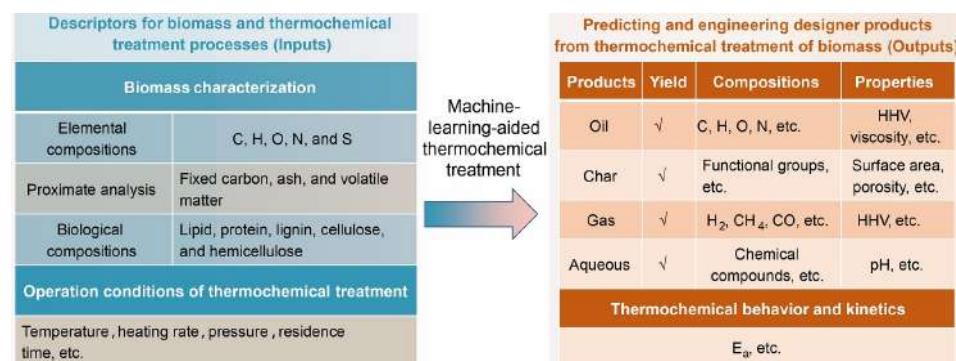 Descriptors for biomass and thermochemical
treatment processes (Inputs)
Biomass characterization
Elemental
compositions
C, H, O, N, and S
Proximate analysis
Fixed carbon, ash, and volatile
matter
Biological
compositions
Lipid, protein, lignin, cellulose,
and hemicellulose
Operation conditions of thermochemical treatment
Temperature, heating rate, pressure, residence
time, etc.
Machine-
learning-aided
thermochemical
treatment
Predicting and engineering designer products
from thermochemical treatment of biomass (Outputs)
Products Yield Compositions Properties
Oil √ C, H, O, N, etc. HHV,
viscosity, etc.
Char √ Functional groups,
etc.
Surface area,
porosity, etc.
Gas √ H₂, CH₄, CO, etc. HHV, etc.
Aqueous √ Chemical
compounds, etc.
pH, etc.
Thermochemical behavior and kinetics
Eₐ, etc.